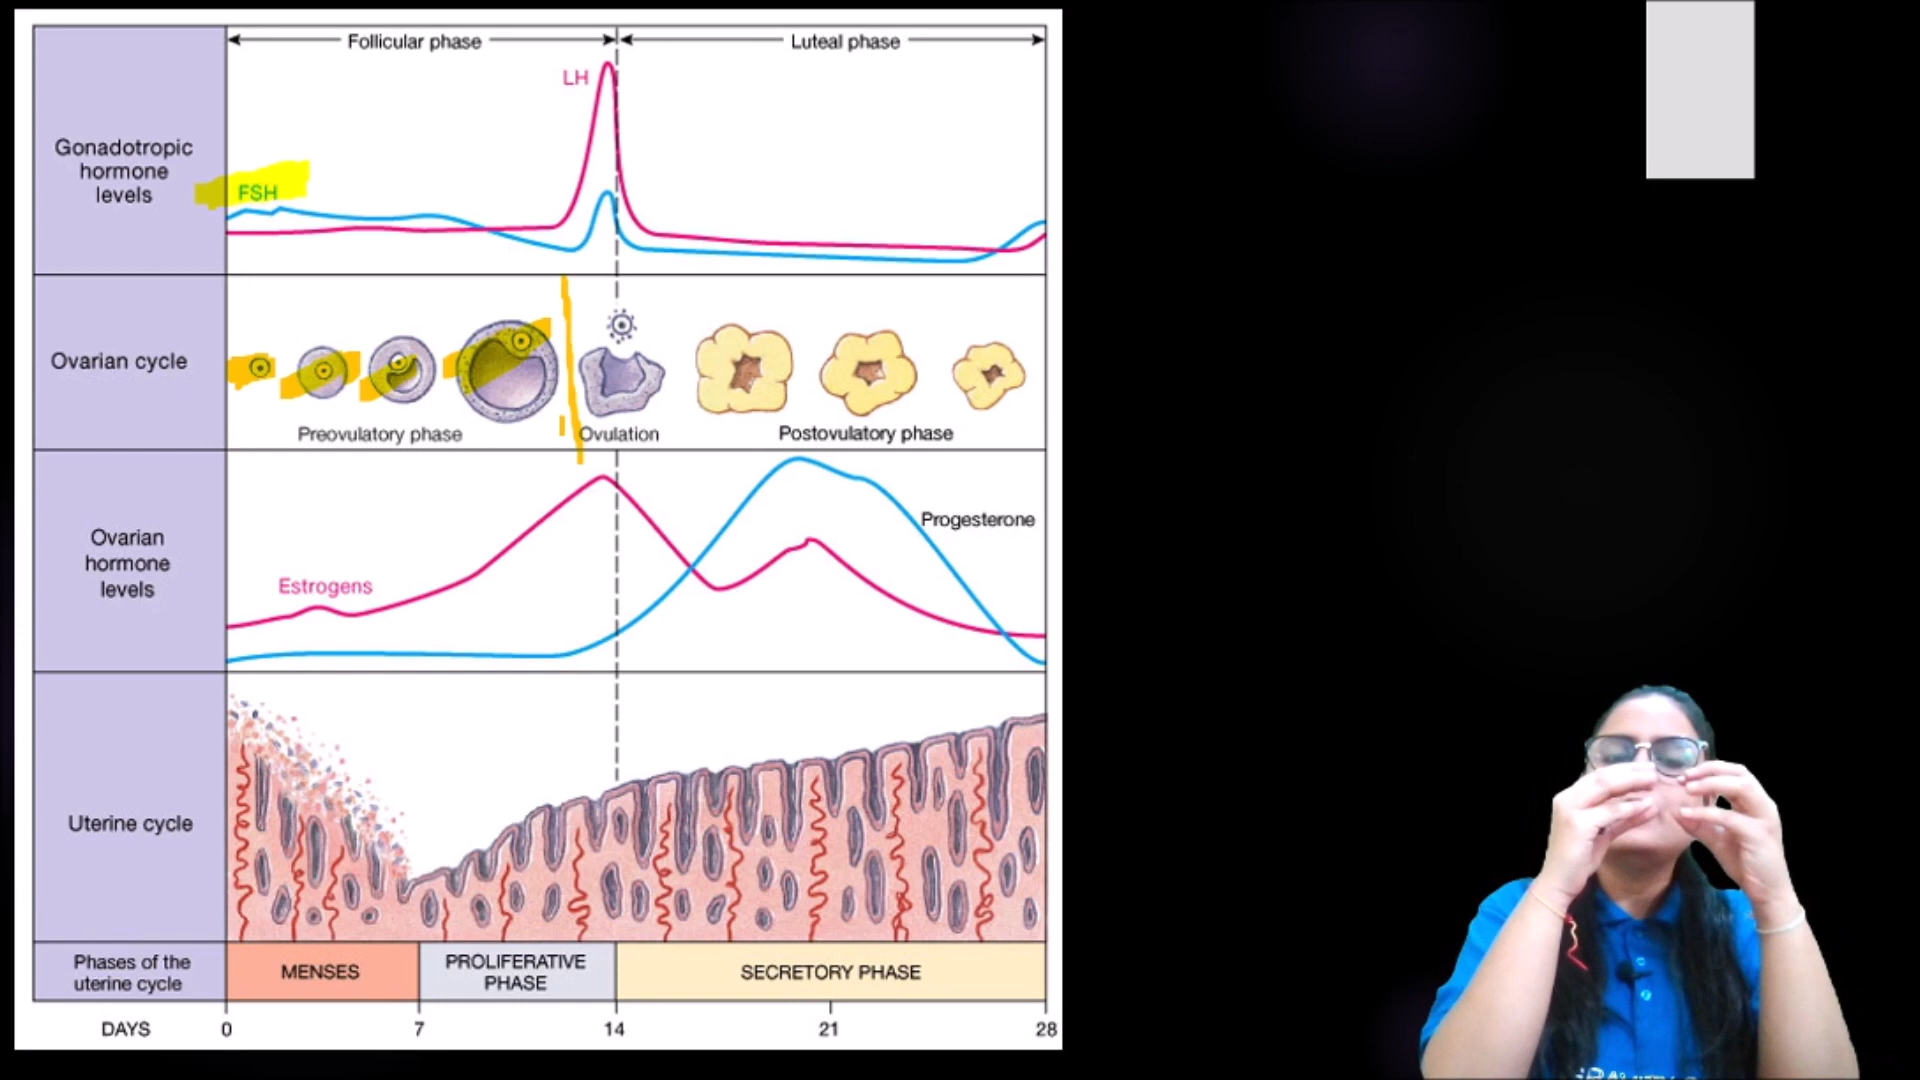 Follicular phase
Luteal phase
LH
Gonadotropic
hormone
levels
FSH
Ovarian cycle
Preovulatory phase
Ovulation
Postovulatory phase
Ovarian
hormone
levels
Estrogens
Progesterone
Uterine cycle
Phases of the
uterine cycle
MENSES
PROLIFERATIVE
PHASE
SECRETORY PHASE
DAYS 0 7 14 21 28